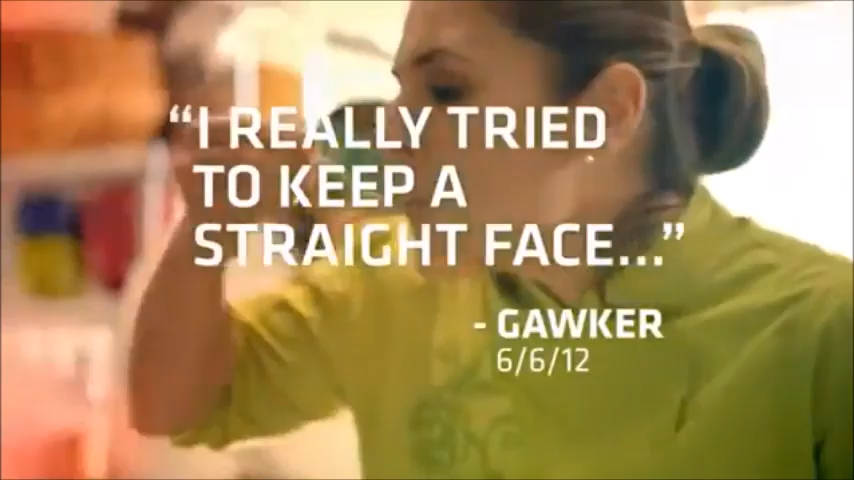 “I REALLY TRIED
TO KEEP A
STRAIGHT FACE...”
- GAWKER
6/6/12